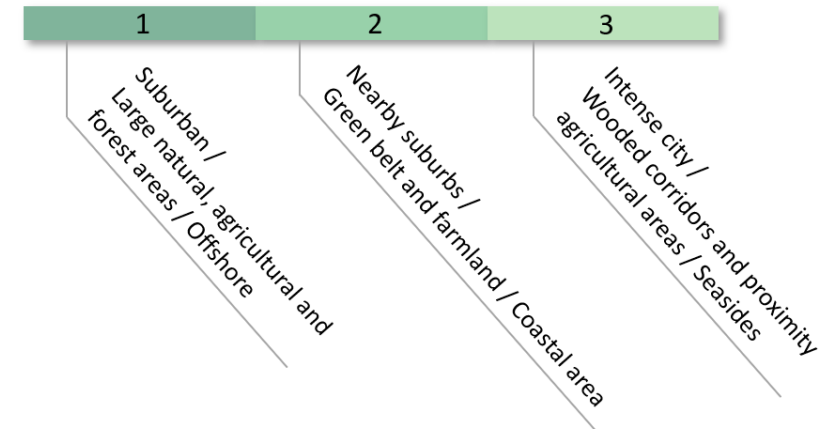 1
2
3
Suburban /
Large natural, agricultural and
forest areas / Offshore
Nearby suburbs /
Green belt and farmland / Coastal area
Intense city /
Wooded corridors and proximity
agricultural areas / Seasides